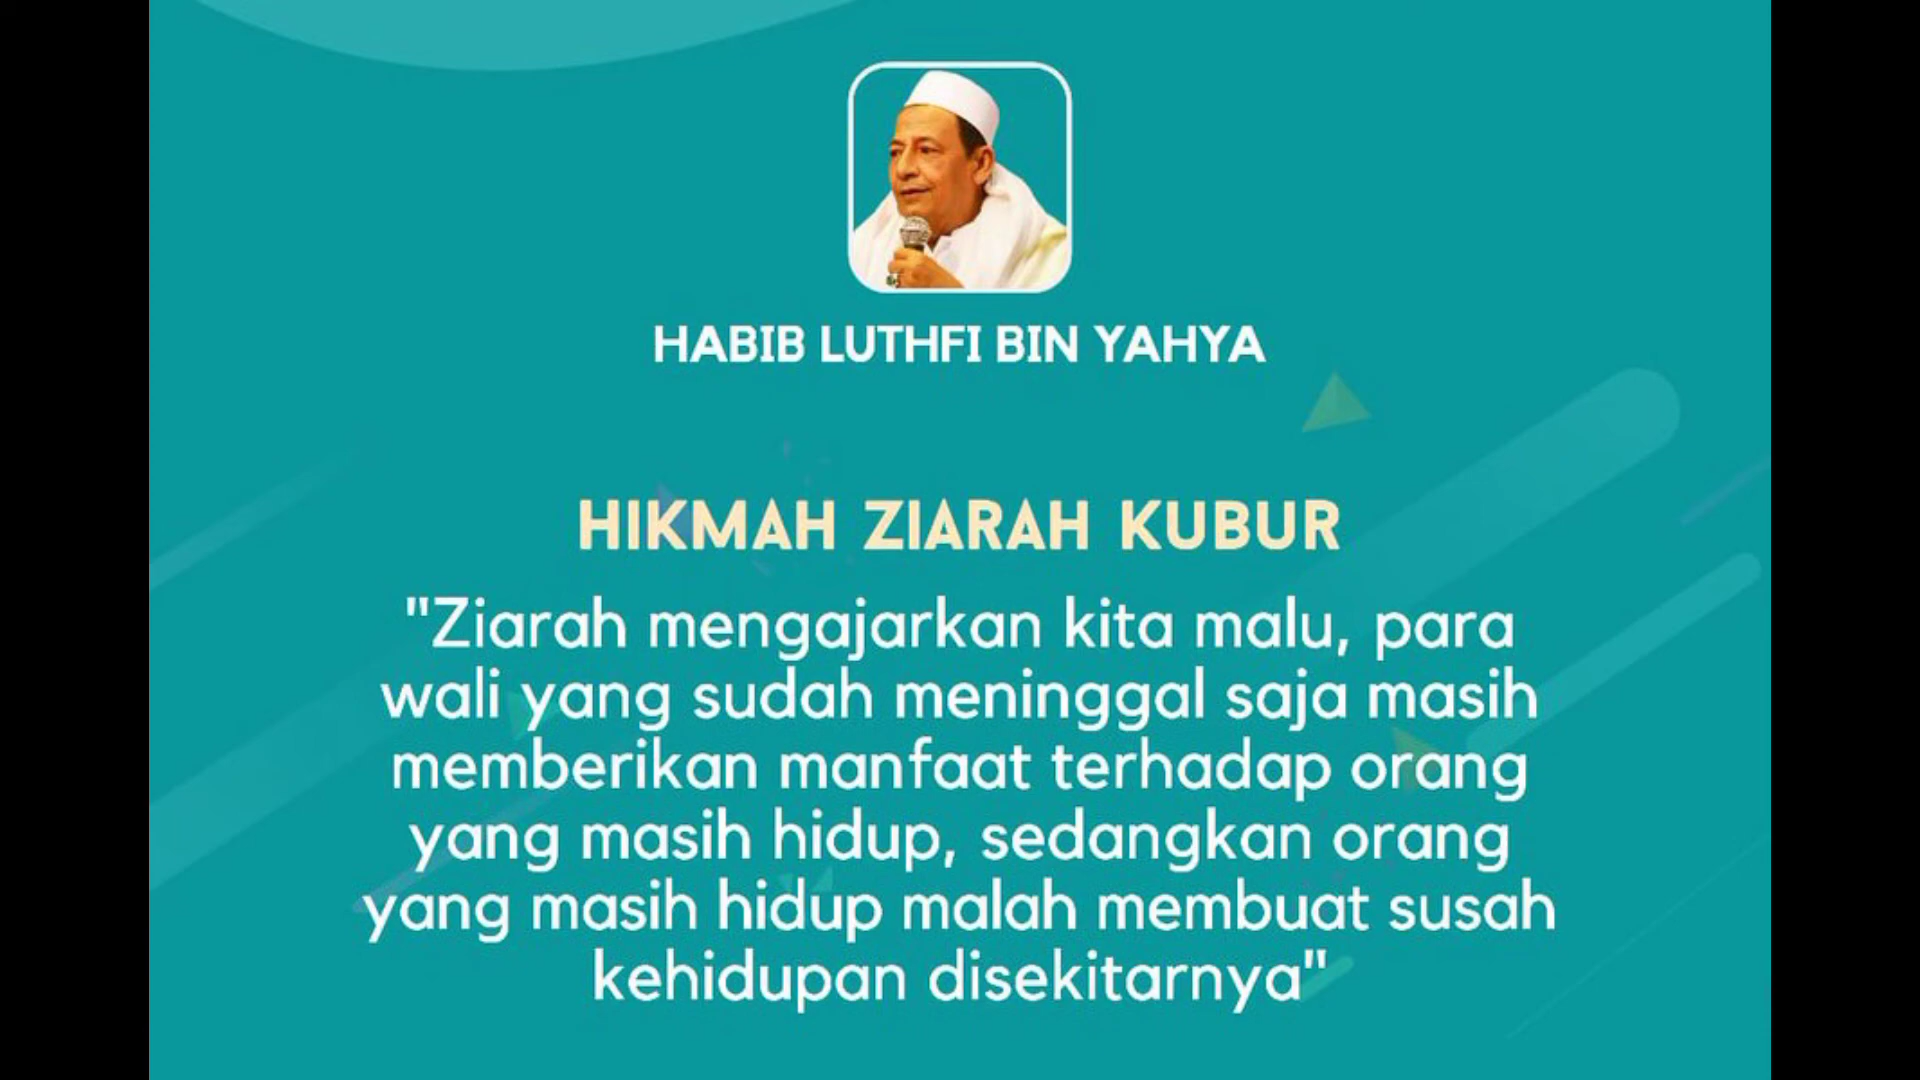 HABIB LUTHFI BIN YAHYA
HIKMAH ZIARAH KUBUR
"Ziarah mengajarkan kita malu, para
wali yang sudah meninggal saja masih
memberikan manfaat terhadap orang
yang masih hidup, sedangkan orang
yang masih hidup malah membuat susah
kehidupan disekitarnya"